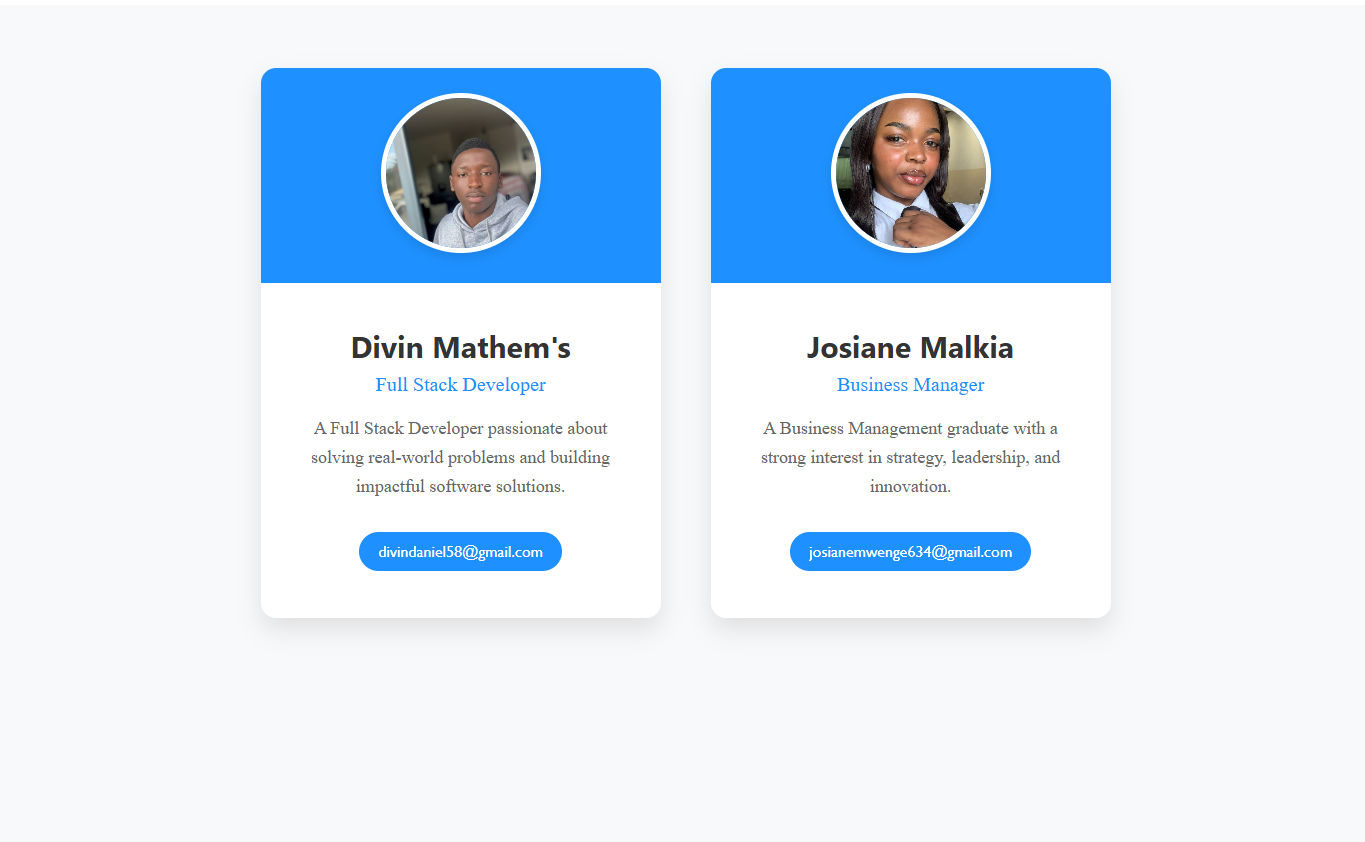 Divin Mathem's
Full Stack Developer
A Full Stack Developer passionate about
solving real-world problems and building
impactful software solutions.
divindaniel58@gmail.com
Josiane Malkia
Business Manager
A Business Management graduate with a
strong interest in strategy, leadership, and
innovation.
josianemwenge634@gmail.com